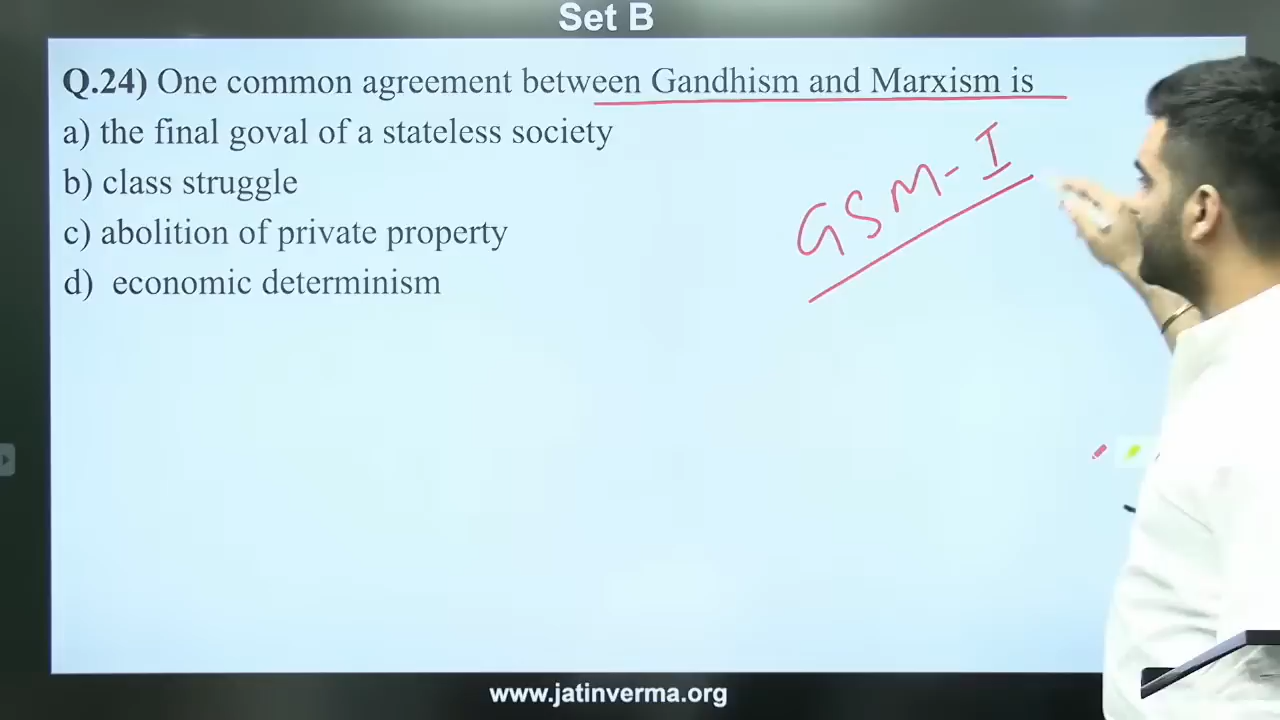 Set B
Q.24) One common agreement between Gandhism and Marxism is
a) the final goval of a stateless society
b) class struggle
c) abolition of private property
d) economic determinism
GSM-I
www.jatinverma.org